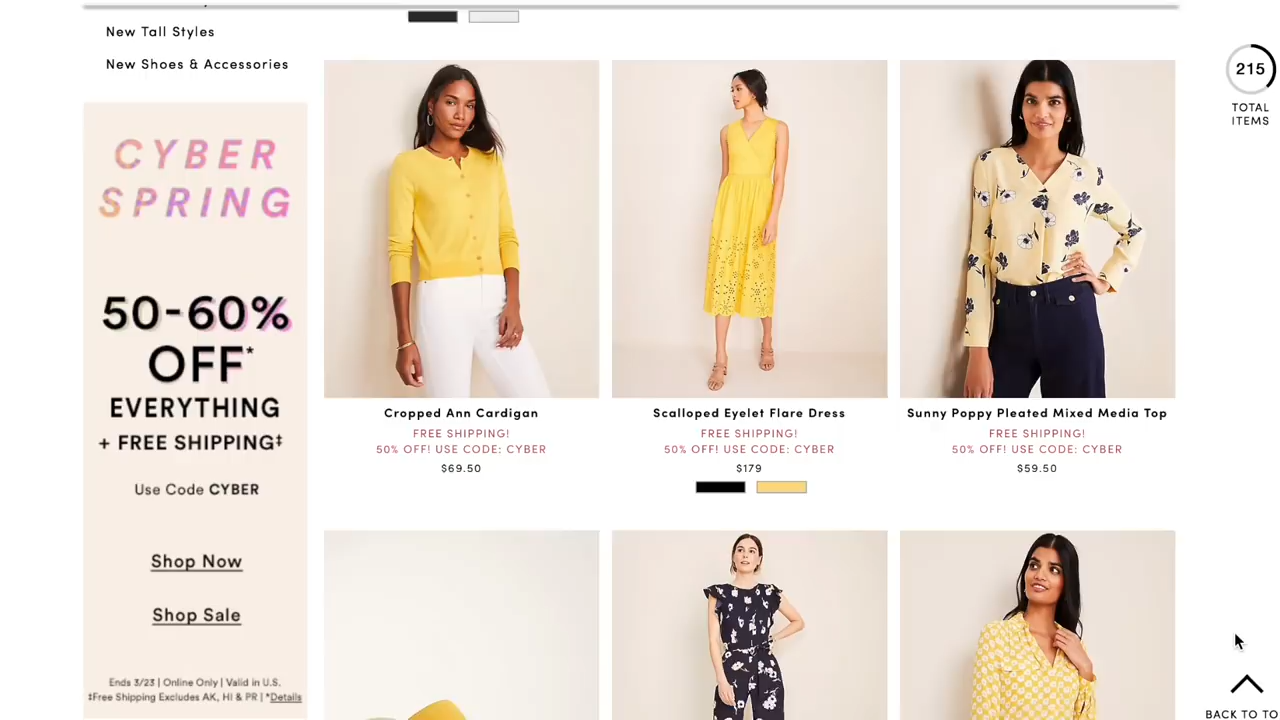 New Tall Styles
New Shoes & Accessories
CYBER
SPRING
50-60%
OFF*
EVERYTHING
+ FREE SHIPPING‡
Use Code CYBER
Shop Now
Shop Sale
Ends 3/23 | Online Only | Valid in U.S.
‡Free Shipping Excludes AK, HI & PR | *Details
Cropped Ann Cardigan
FREE SHIPPING!
50% OFF! USE CODE: CYBER
$69.50
Scalloped Eyelet Flare Dress
FREE SHIPPING!
50% OFF! USE CODE: CYBER
$179
Sunny Poppy Pleated Mixed Media Top
FREE SHIPPING!
50% OFF! USE CODE: CYBER
$59.50
215
TOTAL
ITEMS
BACK TO TO